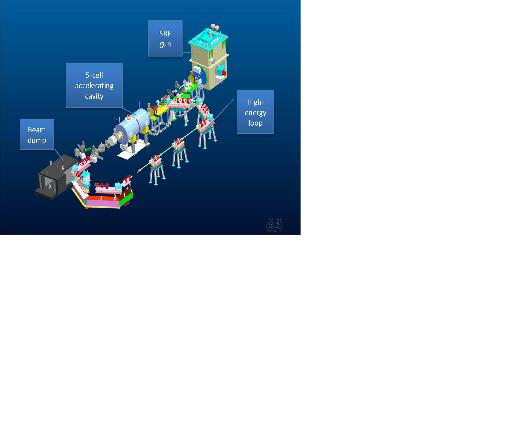 SRF
gun
5-cell
accelerating
cavity
High-
energy
loop
Beam
dump